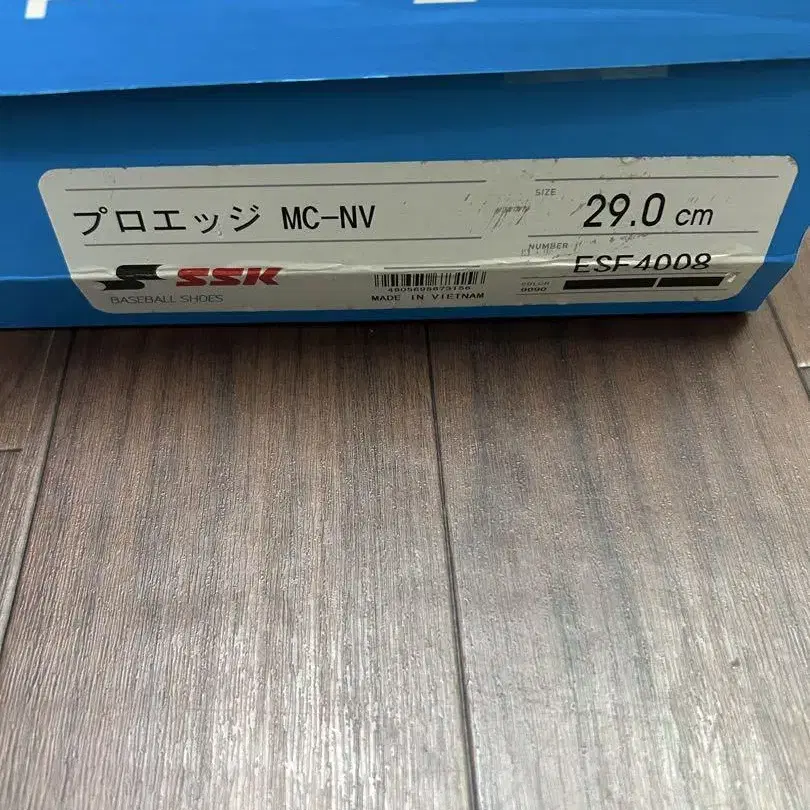 プロエッジ MC-NV
SIZE
29.0 cm
NUMBER
ESF4008
SSK
BASEBALL SHOES
MADE IN VIETNAM
COLOR
9090